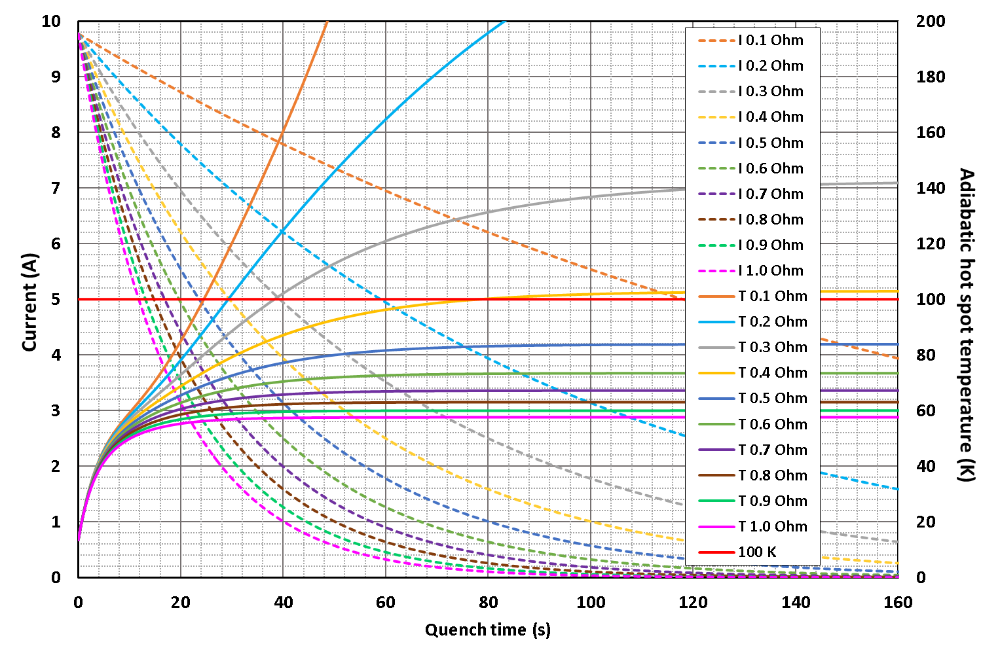 10
9
8
7
6
5
4
3
2
1
0
Current (A)
200
180
160
140
120
100
80
60
40
20
0
Adiabatic hot spot temperature (K)
I 0.1 Ohm
I 0.2 Ohm
I 0.3 Ohm
I 0.4 Ohm
I 0.5 Ohm
I 0.6 Ohm
I 0.7 Ohm
I 0.8 Ohm
I 0.9 Ohm
I 1.0 Ohm
T 0.1 Ohm
T 0.2 Ohm
T 0.3 Ohm
T 0.4 Ohm
T 0.5 Ohm
T 0.6 Ohm
T 0.7 Ohm
T 0.8 Ohm
T 0.9 Ohm
T 1.0 Ohm
100 K
0 20 40 60 80 100 120 140 160
Quench time (s)